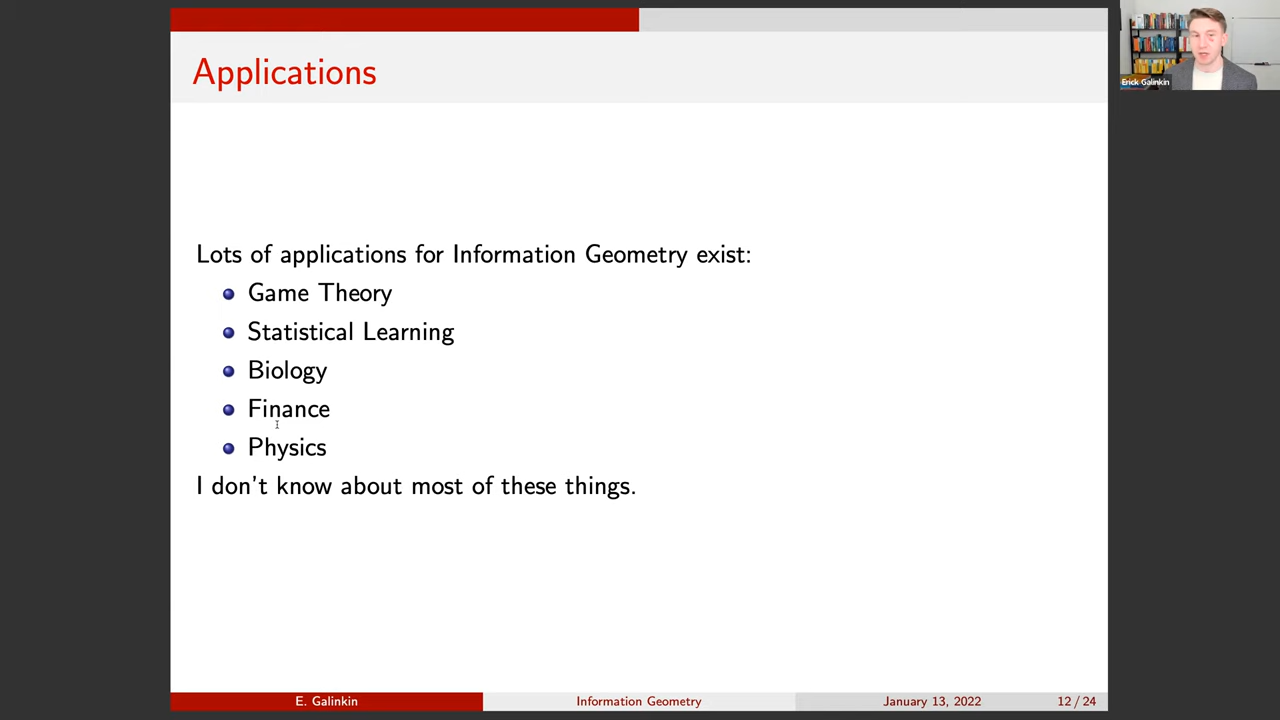 Applications
Erick Galinkin
Lots of applications for Information Geometry exist:
Game Theory
Statistical Learning
Biology
Finance
Physics
I don't know about most of these things.
E. Galinkin
Information Geometry
January 13, 2022
12 / 24